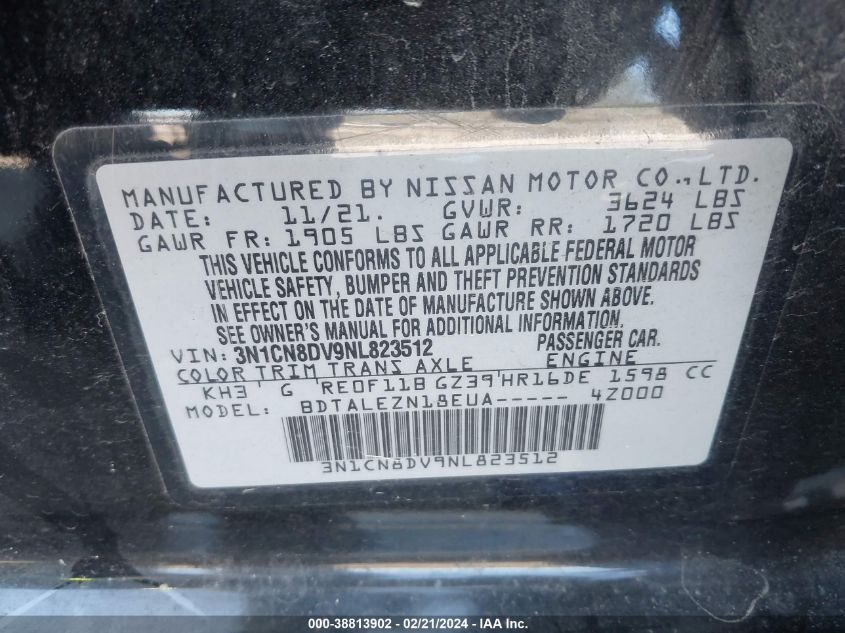 MANUFACTURED BY NISSAN MOTOR CO., LTD.
DATE: 11/21. GVWR: 3624 LBS
GAWR FR: 1905 LBS GAWR RR: 1720 LBS
THIS VEHICLE CONFORMS TO ALL APPLICABLE FEDERAL MOTOR
VEHICLE SAFETY, BUMPER AND THEFT PREVENTION STANDARDS
IN EFFECT ON THE DATE OF MANUFACTURE SHOWN ABOVE.
SEE OWNER'S MANUAL FOR ADDITIONAL INFORMATION.
VIN: 3N1CN8DV9NL823512 PASSENGER CAR.
COLOR TRIM TRANS AXLE ENGINE
KH3 G RE0F11B GZ39 HR16DE 1598 CC
MODEL: BDTALEZN18EUA----- 4Z000
3N1CN8DV9NL823512
000-38813902 - 02/21/2024 - IAA Inc.